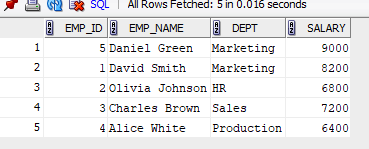 SQL | All Rows Fetched: 5 in 0.016 seconds
EMP_ID EMP_NAME DEPT SALARY
1 5 Daniel Green Marketing 9000
2 1 David Smith Marketing 8200
3 2 Olivia Johnson HR 6800
4 3 Charles Brown Sales 7200
5 4 Alice White Production 6400